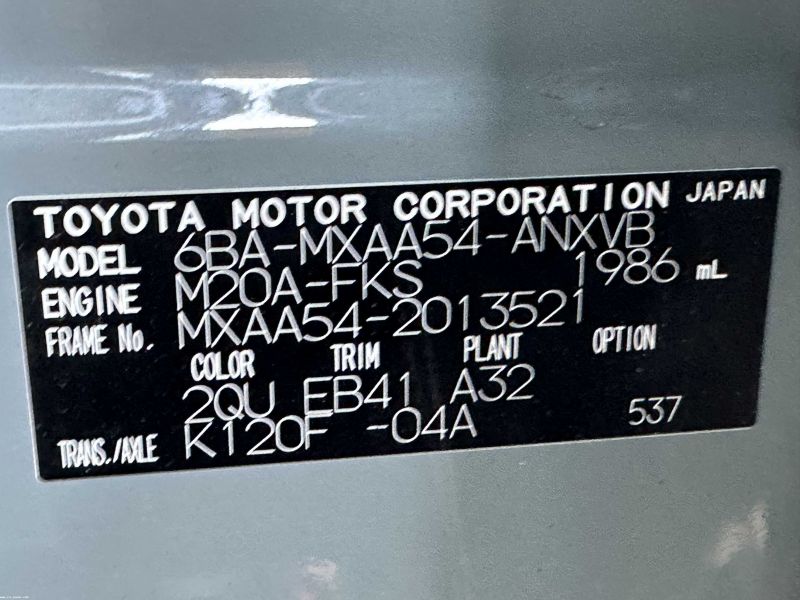 TOYOTA MOTOR CORPORATION JAPAN
MODEL 6BA-MXAA54-ANXVB
ENGINE M20A-FKS 1986 mL
FRAME No. MXAA54-2013521
COLOR TRIM PLANT OPTION
2QU EB41 A32
TRANS./AXLE K120F -04A 537